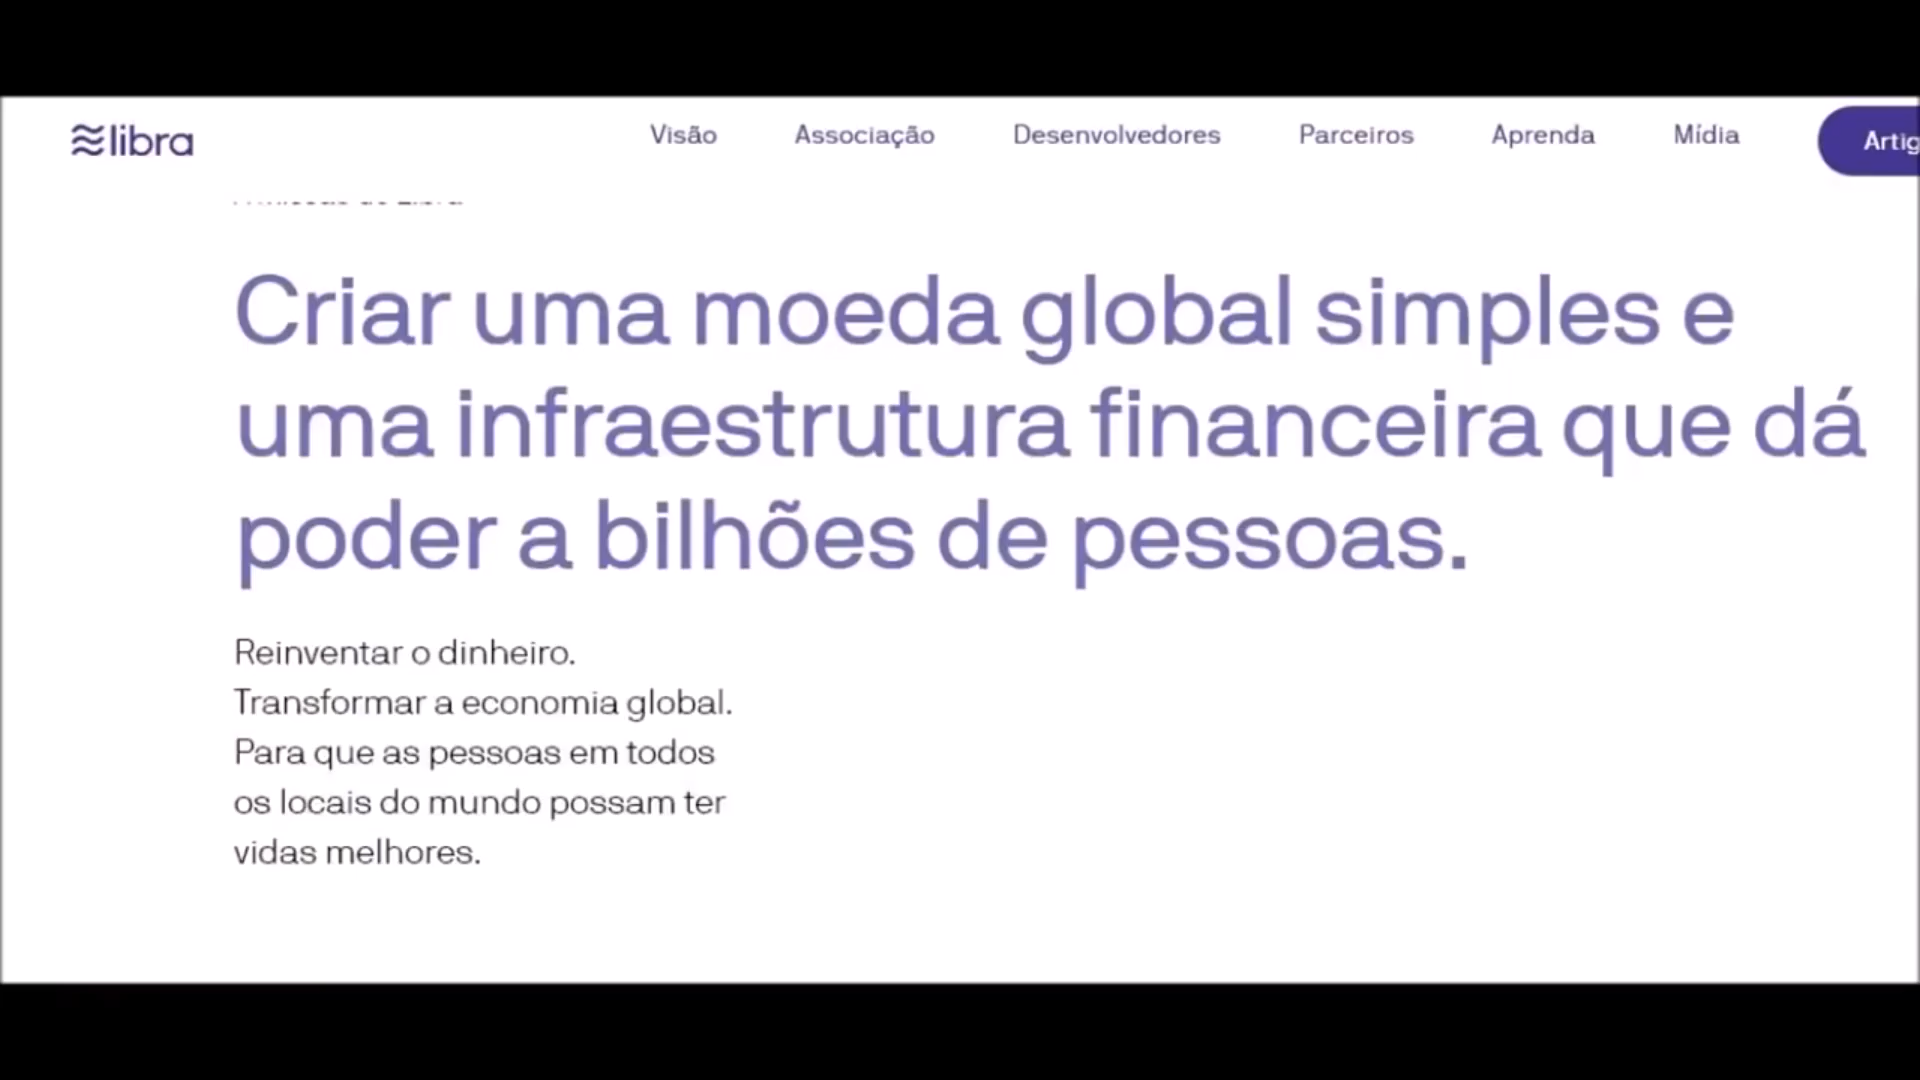 libra
Visão Associação Desenvolvedores Parceiros Aprenda Mídia
Criar uma moeda global simples e
uma infraestrutura financeira que dá
poder a bilhões de pessoas.
Reinventar o dinheiro.
Transformar a economia global.
Para que as pessoas em todos
os locais do mundo possam ter
vidas melhores.